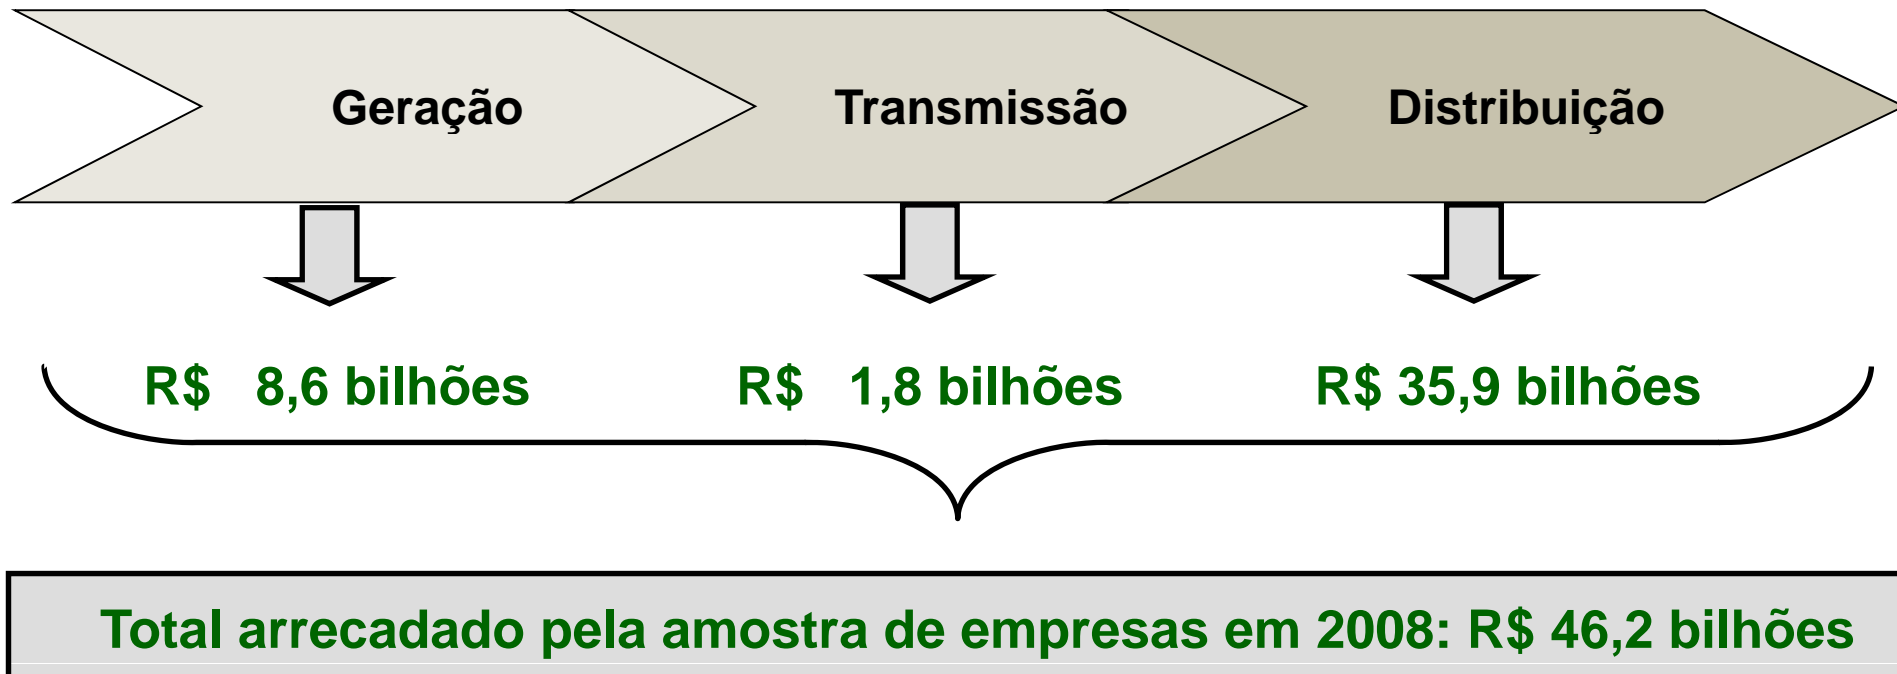 Geração Transmissão Distribuição
R$ 8,6 bilhões R$ 1,8 bilhões R$ 35,9 bilhões
Total arrecadado pela amostra de empresas em 2008: R$ 46,2 bilhões